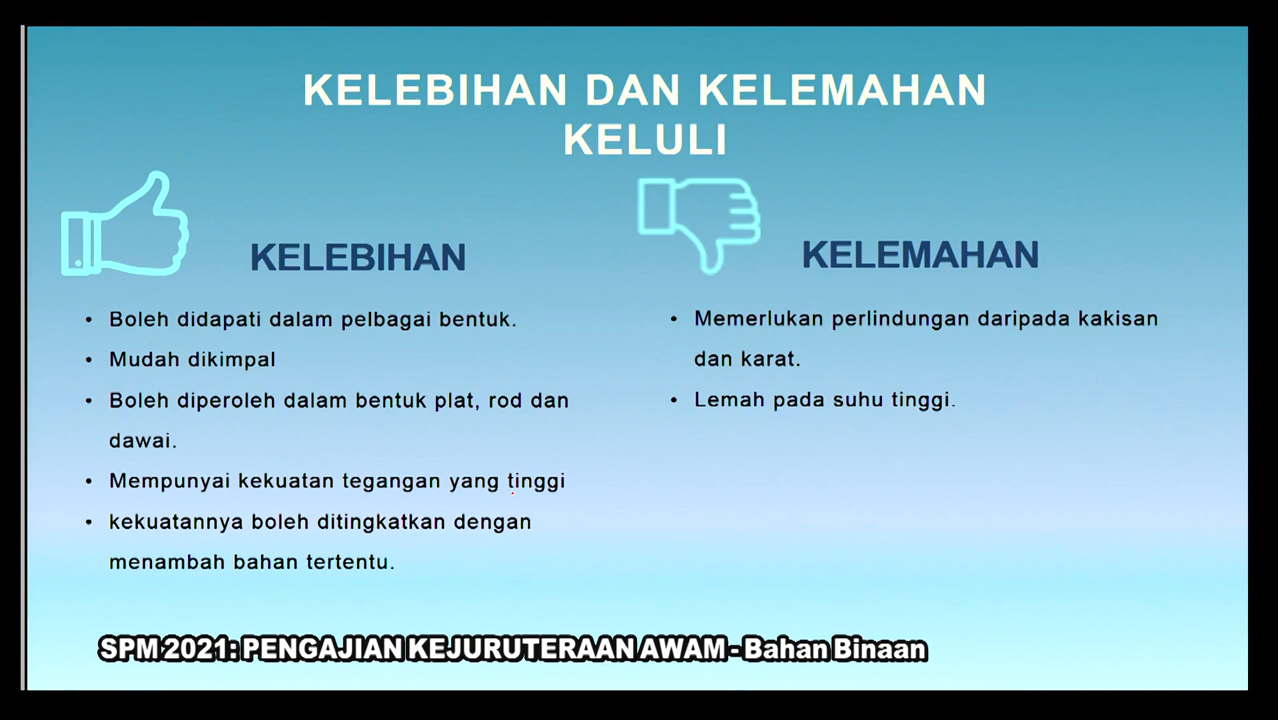 KELEBIHAN DAN KELEMAHAN
KELULI
KELEBIHAN
• Boleh didapati dalam pelbagai bentuk.
• Mudah dikimpal
• Boleh diperoleh dalam bentuk plat, rod dan
dawai.
• Mempunyai kekuatan tegangan yang tinggi
• kekuatannya boleh ditingkatkan dengan
menambah bahan tertentu.
KELEMAHAN
• Memerlukan perlindungan daripada kakisan
dan karat.
• Lemah pada suhu tinggi.
SPM 2021: PENGAJIAN KEJURUTERAAN AWAM - Bahan Binaan